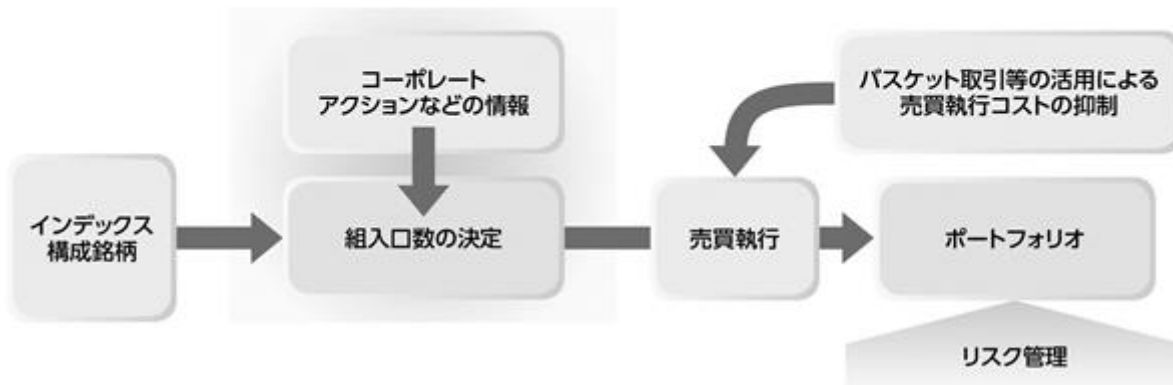 コーポレート
アクションなどの情報
バスケット取引等の活用による
売買執行コストの抑制
インデックス
構成銘柄
組入口数の決定
売買執行
ポートフォリオ
リスク管理